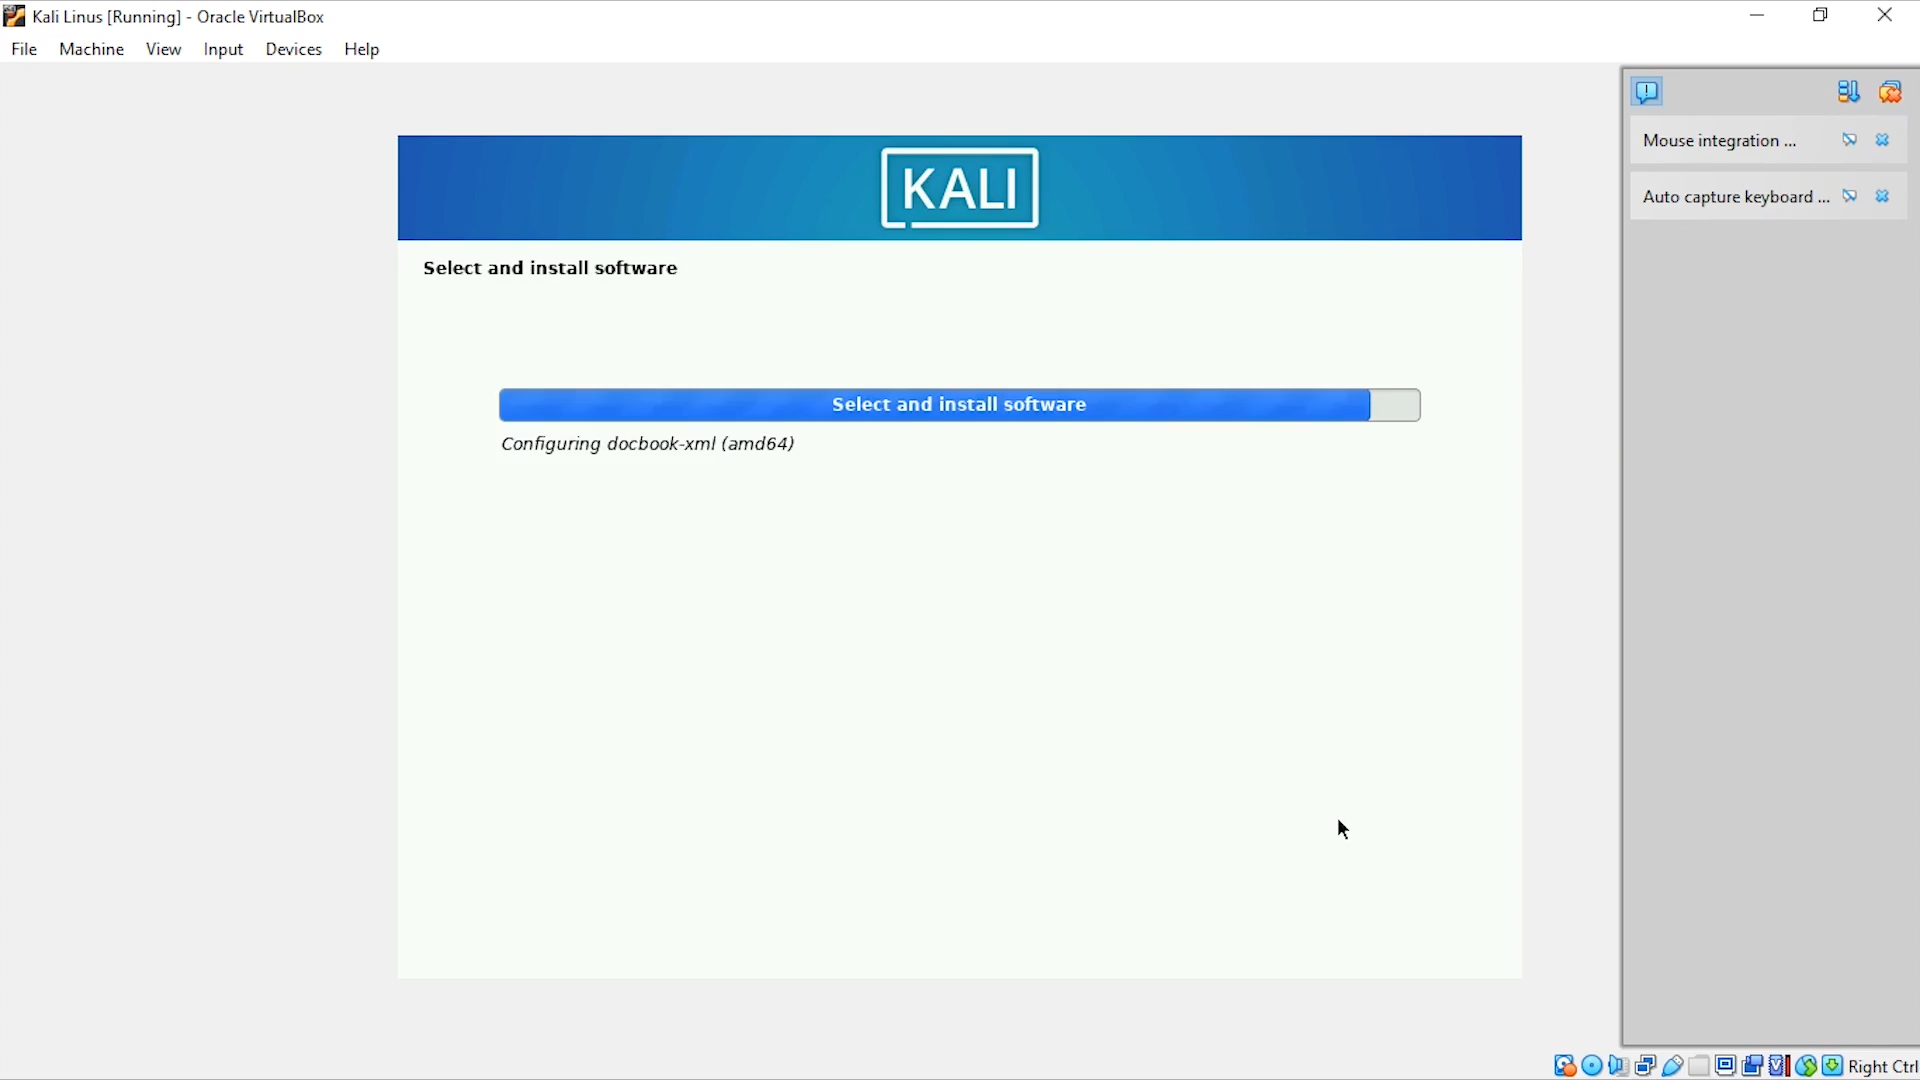 Kali Linus [Running] - Oracle VirtualBox
File Machine View Input Devices Help
KALI
Mouse integration ...
Auto capture keyboard ...
Select and install software
Select and install software
Configuring docbook-xml (amd64)
Right Ctrl